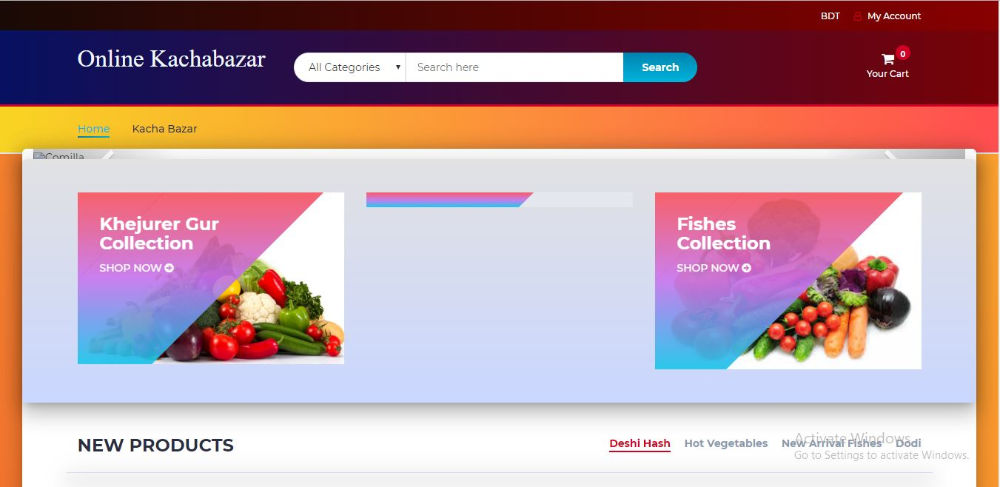 BDT My Account
Online Kachabazar
All Categories
Search here
Search
0
Your Cart
Home Kacha Bazar
Comilla
Khejurer Gur
Collection
SHOP NOW
Fishes
Collection
SHOP NOW
NEW PRODUCTS
Deshi Hash Hot Vegetables New Arrival Fishes Dodi
Activate Windows
Go to Settings to activate Windows.